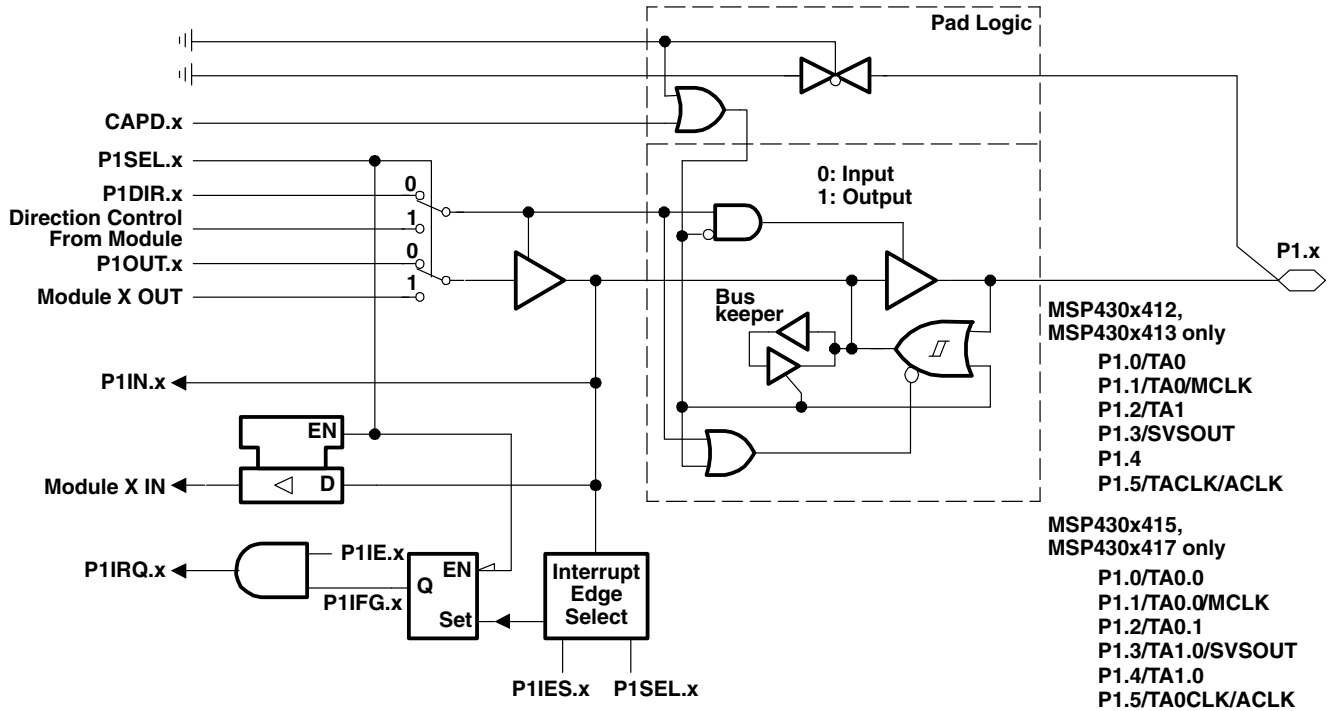 Pad Logic
CAPD.x
P1SEL.x
P1DIR.x
0
Direction Control
From Module
1
P1OUT.x
0
Module X OUT
1
0: Input
1: Output
Bus
keeper
P1.x
P1IN.x
EN
D
Module X IN
P1IRQ.x
P1IE.x
P1IFG.x
EN
Q
Set
Interrupt
Edge
Select
P1IES.x
P1SEL.x
MSP430x412,
MSP430x413 only
P1.0/TA0
P1.1/TA0/MCLK
P1.2/TA1
P1.3/SVSOUT
P1.4
P1.5/TACLK/ACLK
MSP430x415,
MSP430x417 only
P1.0/TA0.0
P1.1/TA0.0/MCLK
P1.2/TA0.1
P1.3/TA1.0/SVSOUT
P1.4/TA1.0
P1.5/TA0CLK/ACLK